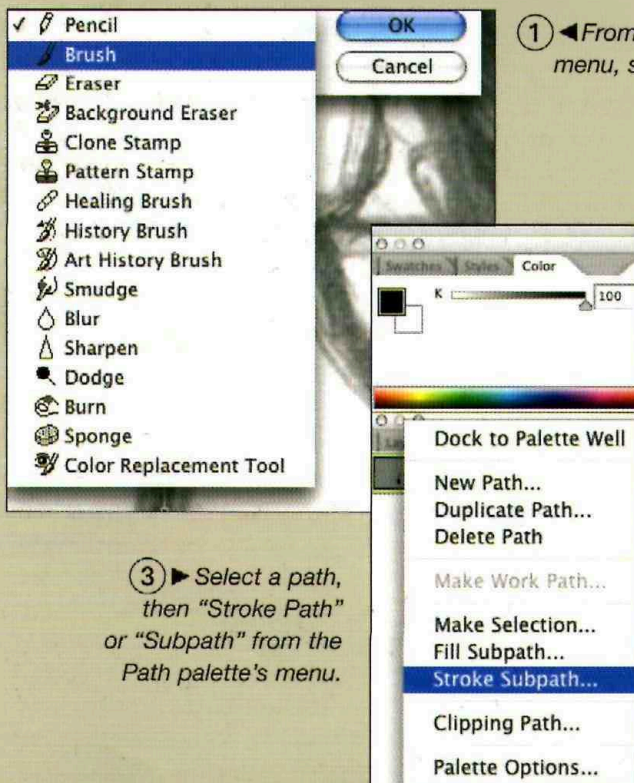 ✓ Pencil
Brush
Eraser
Background Eraser
Clone Stamp
Pattern Stamp
Healing Brush
History Brush
Art History Brush
Smudge
Blur
Sharpen
Dodge
Burn
Sponge
Color Replacement Tool
OK
Cancel
1 ◄From
menu, s
Swatches Styles Color
K 100
Dock to Palette Well
New Path...
Duplicate Path...
Delete Path
Make Work Path...
Make Selection...
Fill Subpath...
Stroke Subpath...
Clipping Path...
Palette Options...
3 ► Select a path,
then “Stroke Path”
or “Subpath” from the
Path palette’s menu.